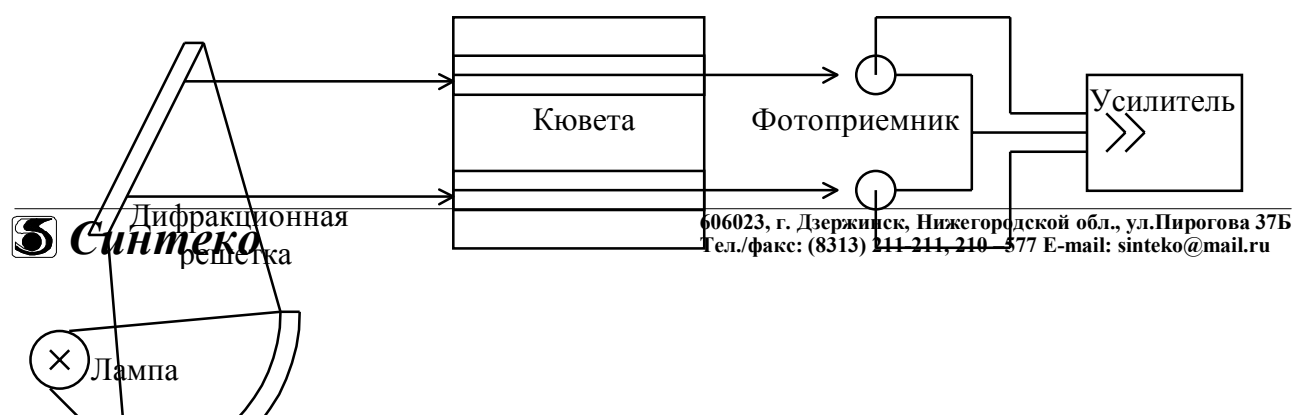 Усилитель
Кювета
Фотоприемник
Дифракционная
решетка
Синтеко
606023, г. Дзержинск, Нижегородской обл., ул.Пирогова 37Б
Тел./факс: (8313) 211-211, 210 - 577 E-mail: sinteko@mail.ru
Лампа